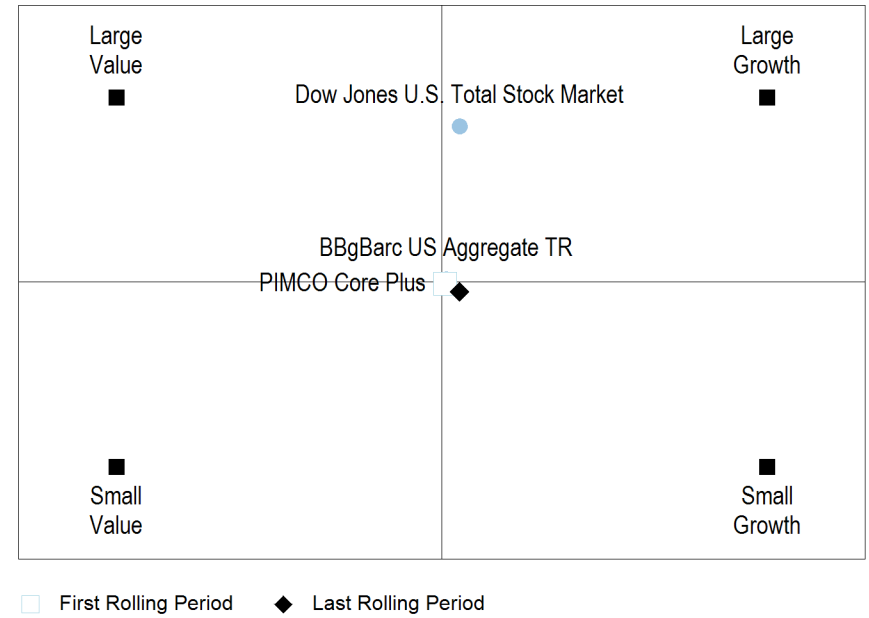 Large
Value
Large
Growth
Dow Jones U.S. Total Stock Market
BBgBarc US Aggregate TR
PIMCO Core Plus
Small
Value
Small
Growth
First Rolling Period
Last Rolling Period